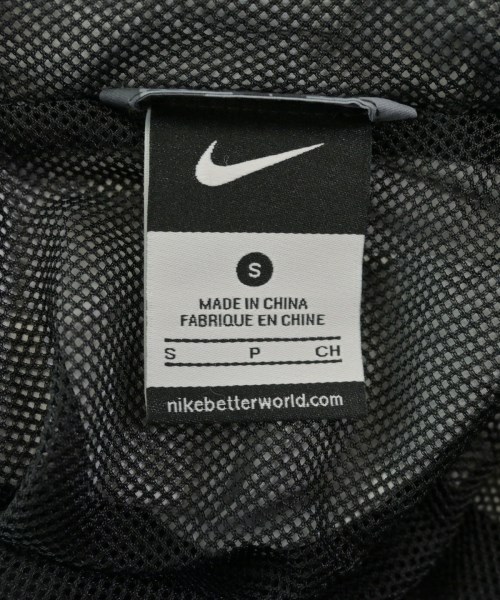 S
MADE IN CHINA
FABRIQUE EN CHINE
S P CH
nikebetterworld.com